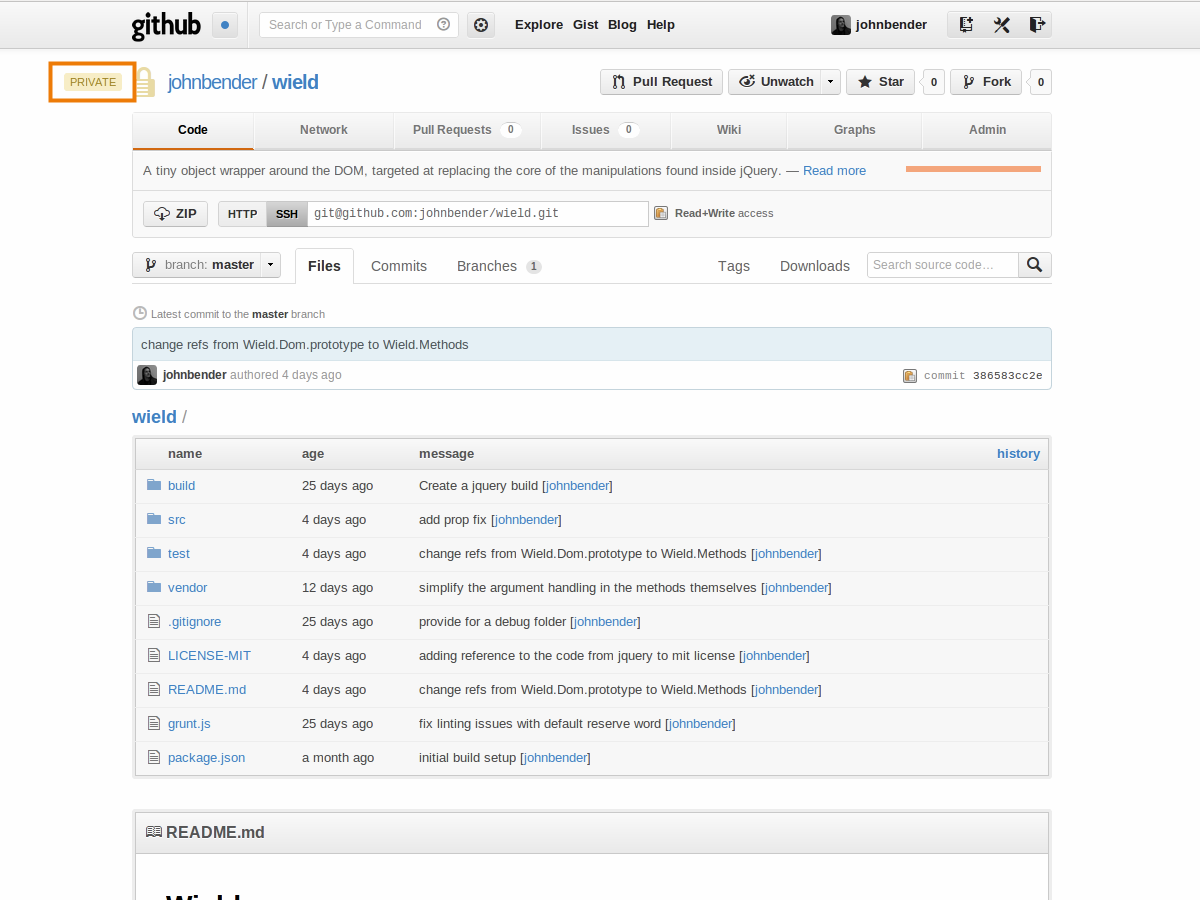 github Search or Type a Command Explore Gist Blog Help johnbender
PRIVATE johnbender / wield Pull Request Unwatch Star 0 Fork 0
Code Network Pull Requests 0 Issues 0 Wiki Graphs Admin
A tiny object wrapper around the DOM, targeted at replacing the core of the manipulations found inside jQuery. — Read more
ZIP HTTP SSH git@github.com:johnbender/wield.git Read+Write access
branch: master Files Commits Branches 1 Tags Downloads Search source code…
Latest commit to the master branch
change refs from Wield.Dom.prototype to Wield.Methods
johnbender authored 4 days ago commit 386583cc2e
wield /
name age message history
build 25 days ago Create a jquery build [johnbender]
src 4 days ago add prop fix [johnbender]
test 4 days ago change refs from Wield.Dom.prototype to Wield.Methods [johnbender]
vendor 12 days ago simplify the argument handling in the methods themselves [johnbender]
.gitignore 25 days ago provide for a debug folder [johnbender]
LICENSE-MIT 4 days ago adding reference to the code from jquery to mit license [johnbender]
README.md 4 days ago change refs from Wield.Dom.prototype to Wield.Methods [johnbender]
grunt.js 25 days ago fix linting issues with default reserve word [johnbender]
package.json a month ago initial build setup [johnbender]
README.md
Wield